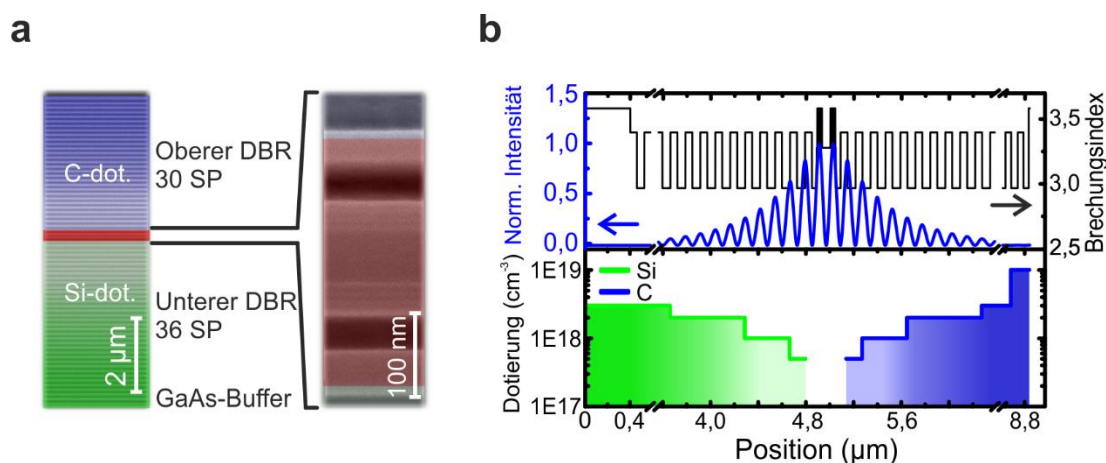 a
C-dot.
Oberer DBR
30 SP
Si-dot.
Unterer DBR
36 SP
2 µm
GaAs-Buffer
100 nm
b
Norm. Intensität
1,5
1,0
0,5
0,0
3,5
3,0
2,5
Brechungsindex
Dotierung (cm⁻³)
1E19
1E18
1E17
Si
C
0 0,4 4,0 4,8 5,6 8,8
Position (µm)